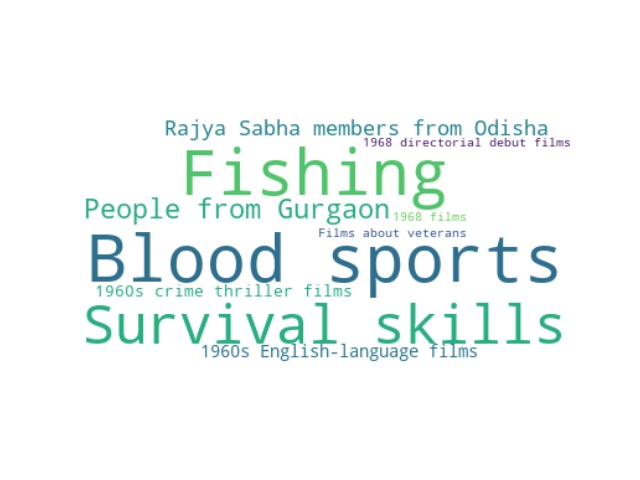 Rajya Sabha members from Odisha
1968 directorial debut films
Fishing
People from Gurgaon
1968 films
Films about veterans
Blood sports
1960s crime thriller films
Survival skills
1960s English-language films